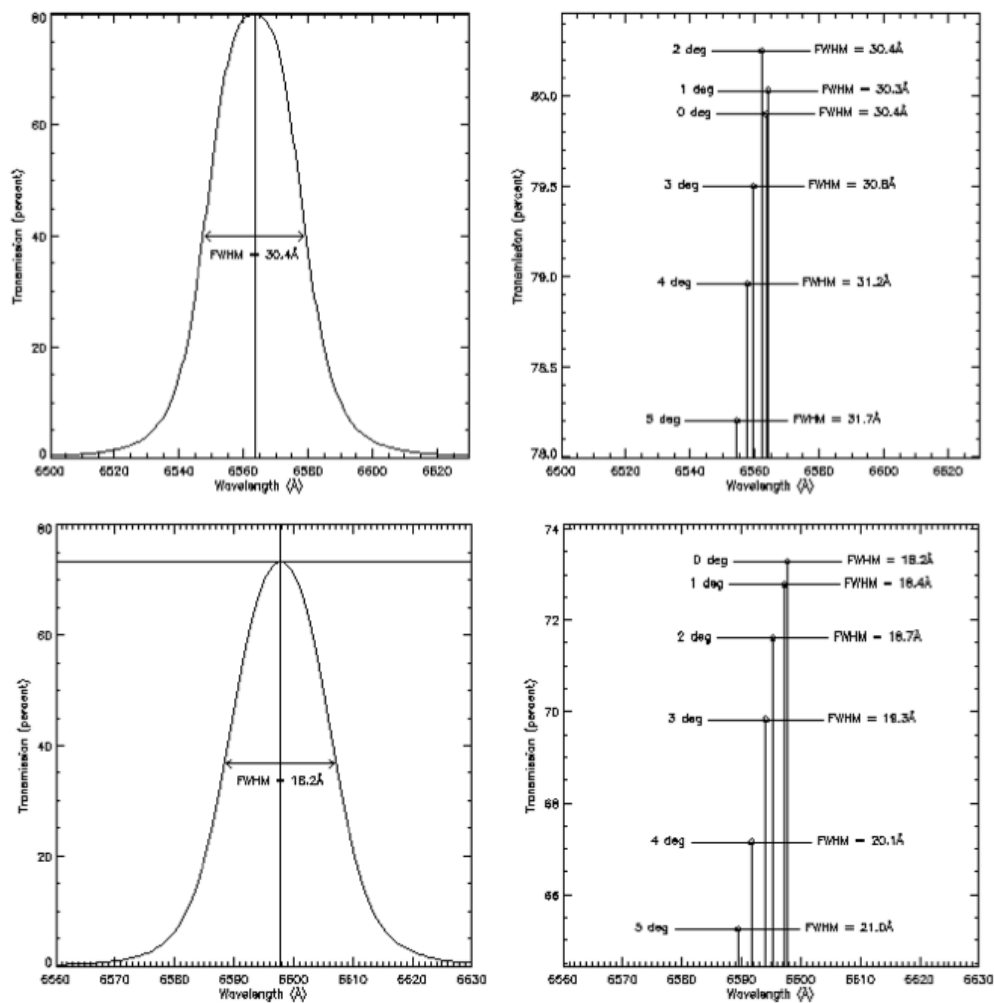 80
60
40
20
0
Transmission (percent)
FWHM = 30.4Å
6500 6520 6540 6560 6580 6600 6620
Wavelength (Å)
80.0
79.5
79.0
78.5
78.0
Transmission (percent)
2 deg FWHM = 30.4Å
1 deg FWHM = 30.3Å
0 deg FWHM = 30.4Å
3 deg FWHM = 30.8Å
4 deg FWHM = 31.2Å
5 deg FWHM = 31.7Å
6500 6520 6540 6560 6580 6600 6620
Wavelength (Å)
80
60
40
20
0
Transmission (percent)
FWHM = 18.2Å
6560 6570 6580 6590 6600 6610 6620 6630
Wavelength (Å)
74
72
70
68
66
Transmission (percent)
0 deg FWHM = 18.2Å
1 deg FWHM = 18.4Å
2 deg FWHM = 18.7Å
3 deg FWHM = 19.3Å
4 deg FWHM = 20.1Å
5 deg FWHM = 21.0Å
6560 6570 6580 6590 6600 6610 6620 6630
Wavelength (Å)